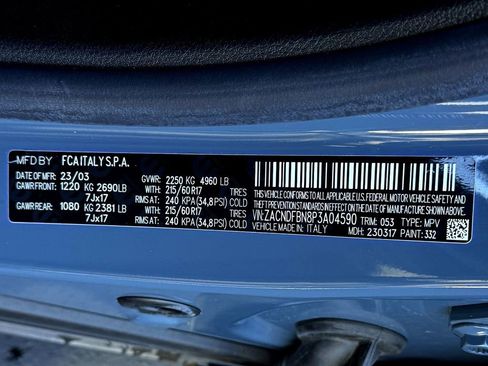 MFD BY FCA ITALY S.P.A.
DATE OF MFR 23/03 GVWR: 2250 KG 4960 LB
GAWR FRONT: 1220 KG 2690LB WITH: 215/60R17 TIRES
7Jx17 RIMS AT: 240 KPA (34,8PSI) COLD
GAWR REAR: 1080 KG 2381 LB WITH: 215/60R17 TIRES
7Jx17 RIMS AT: 240 KPA (34,8PSI) COLD
THIS VEHICLE CONFORMS TO ALL APPLICABLE U.S.A. FEDERAL MOTOR VEHICLE SAFETY,
BUMPER AND THEFT PREVENTION STANDARDS IN EFFECT ON THE DATE OF MANUFACTURE SHOWN ABOVE.
VIN: ZACNDFBN8P3A04590 TRIM: 053 TYPE: MPV
MADE IN: ITALY MDH: 230317 PAINT: 332